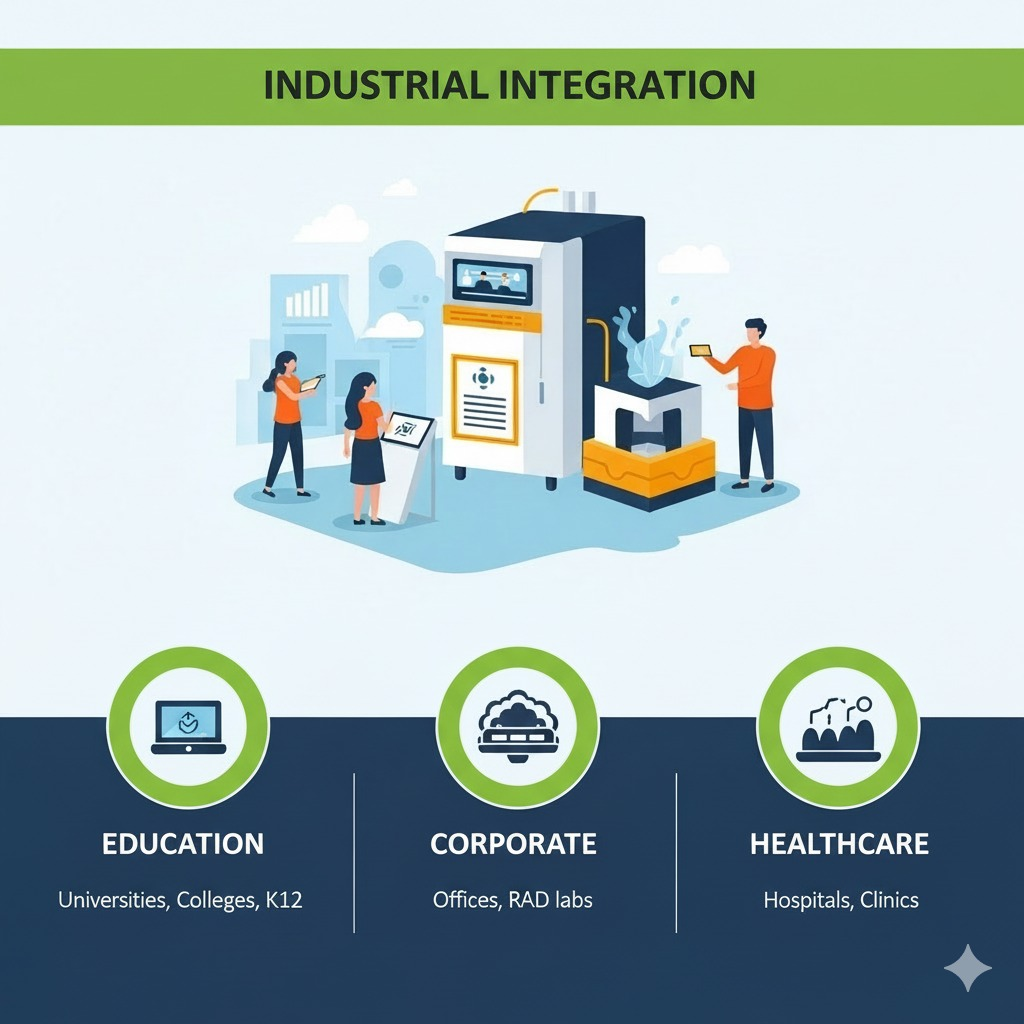 INDUSTRIAL INTEGRATION
EDUCATION
Universities, Colleges, K12
CORPORATE
Offices, RAD labs
HEALTHCARE
Hospitals, Clinics